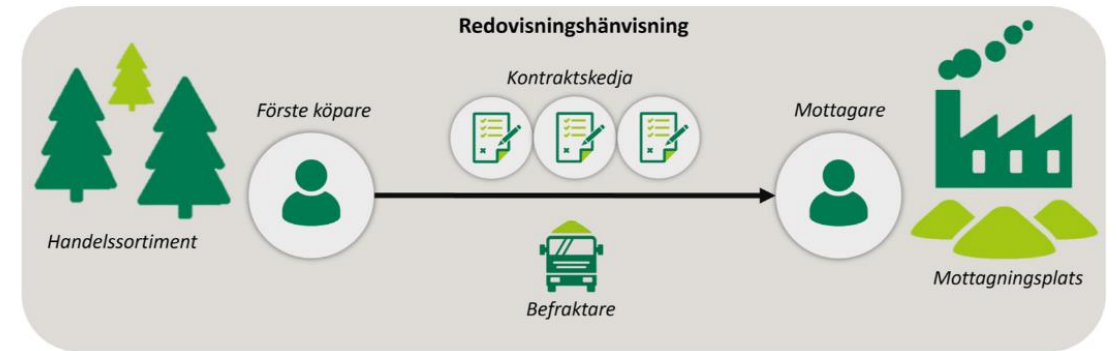 Redovisningshänvisning
Kontraktskedja
Förste köpare
Mottagare
Handelssortiment
Befraktare
Mottagningsplats